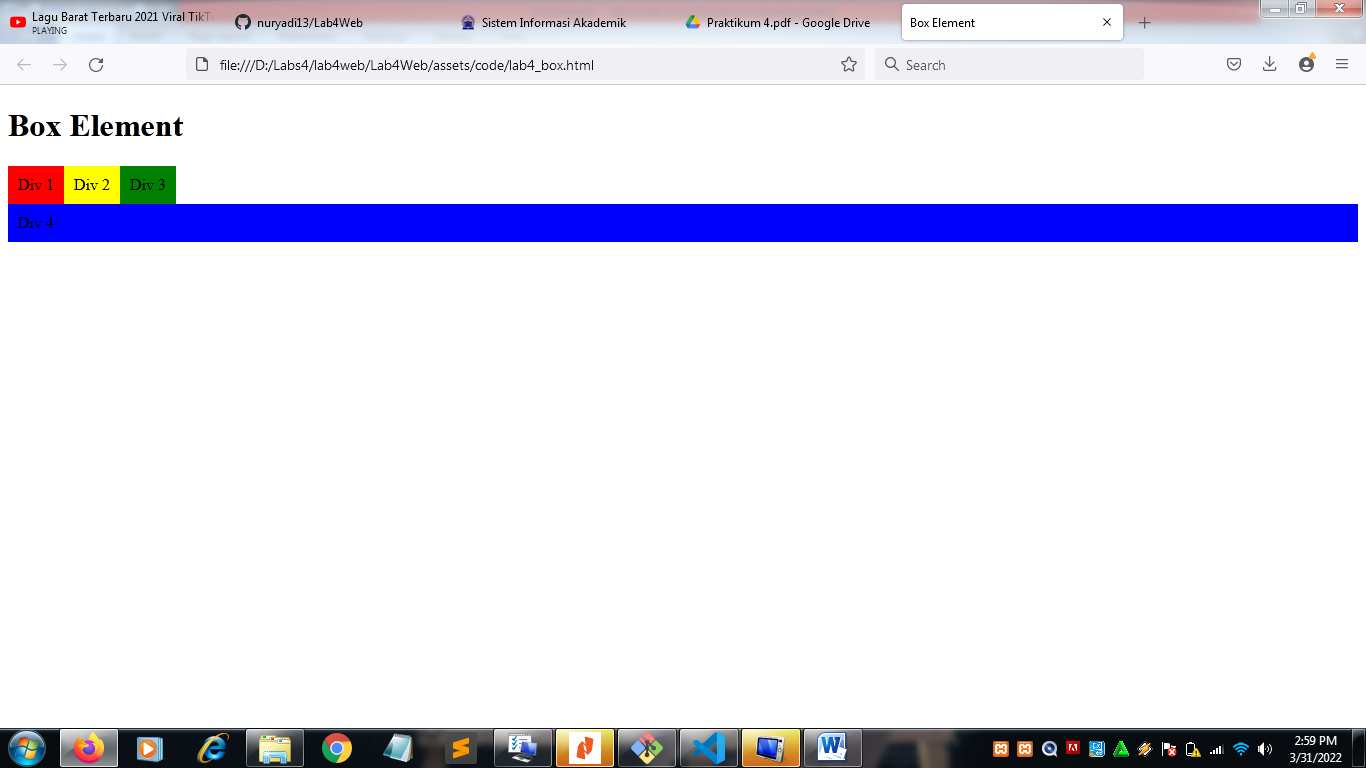 Lagu Barat Terbaru 2021 Viral TikT
PLAYING
nuryadi13/Lab4Web
Sistem Informasi Akademik
Praktikum 4.pdf - Google Drive
Box Element
file:///D:/Labs4/lab4web/Lab4Web/assets/code/lab4_box.html
Search
Box Element
Div 1 Div 2 Div 3
Div 4
2:59 PM
3/31/2022